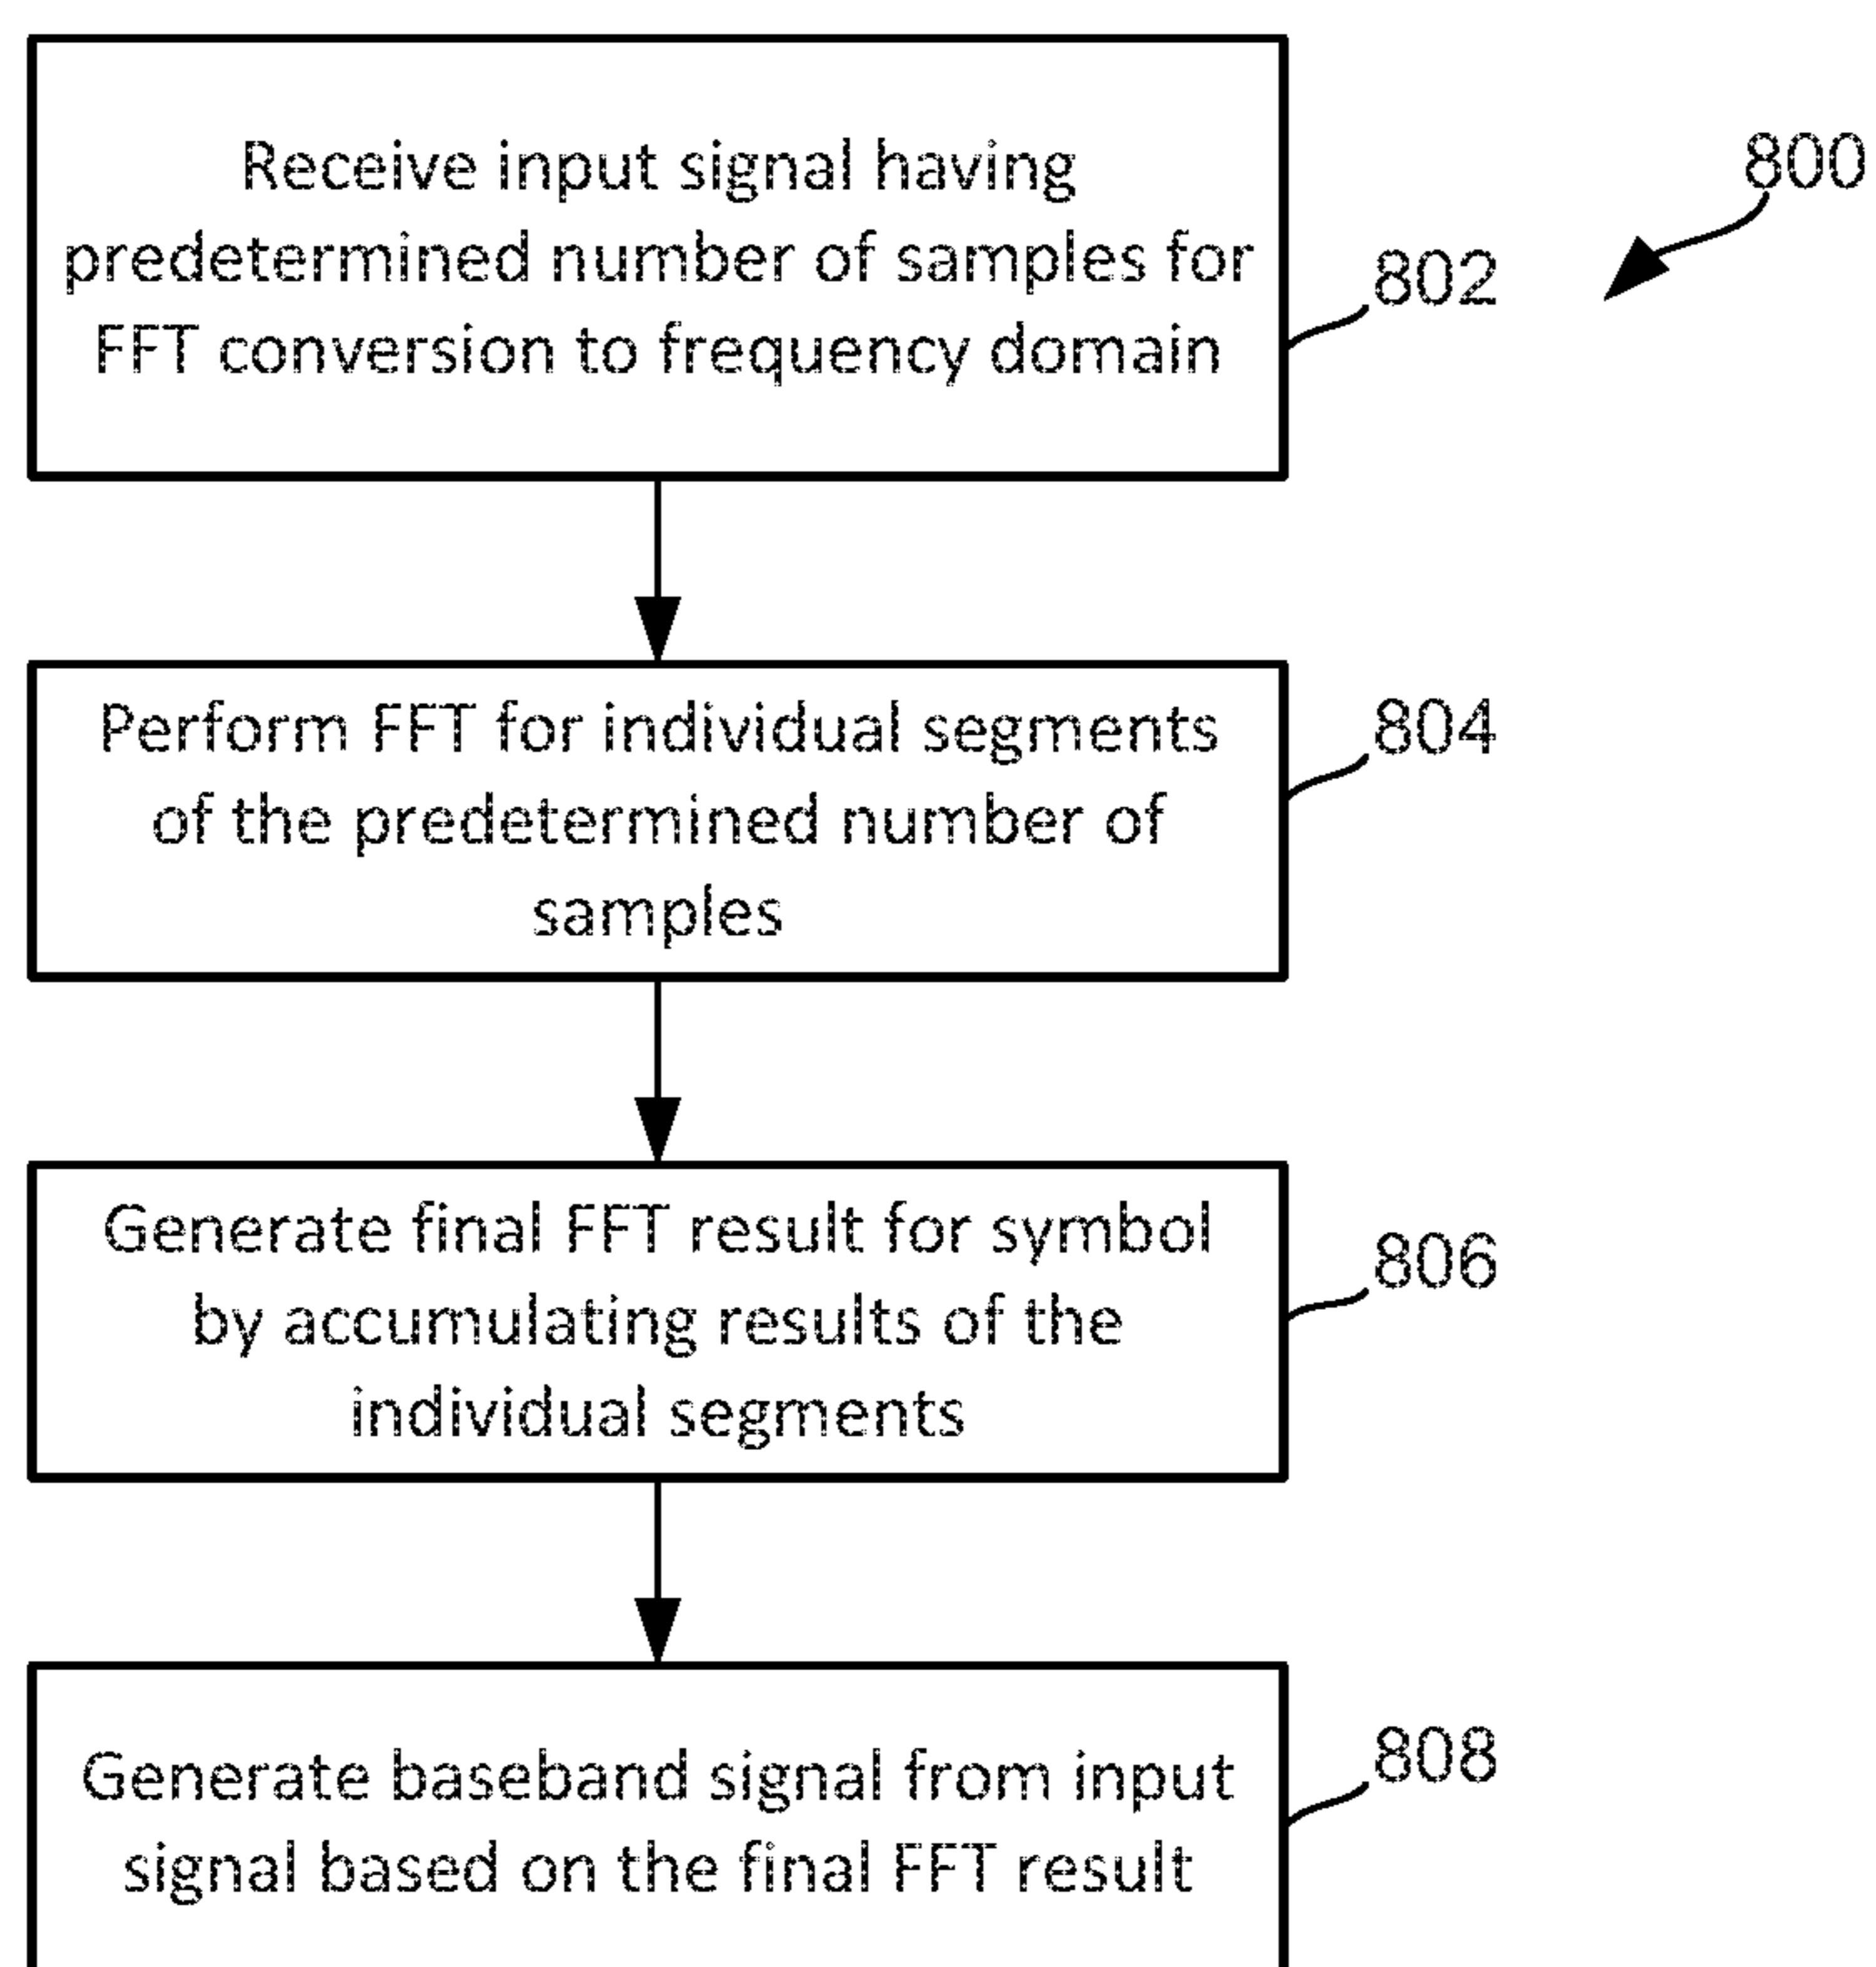 Receive input signal having
predetermined number of samples for
FFT conversion to frequency domain
800
802
Perform FFT for individual segments
of the predetermined number of
samples
804
Generate final FFT result for symbol
by accumulating results of the
individual segments
806
Generate baseband signal from input
signal based on the final FFT result
808